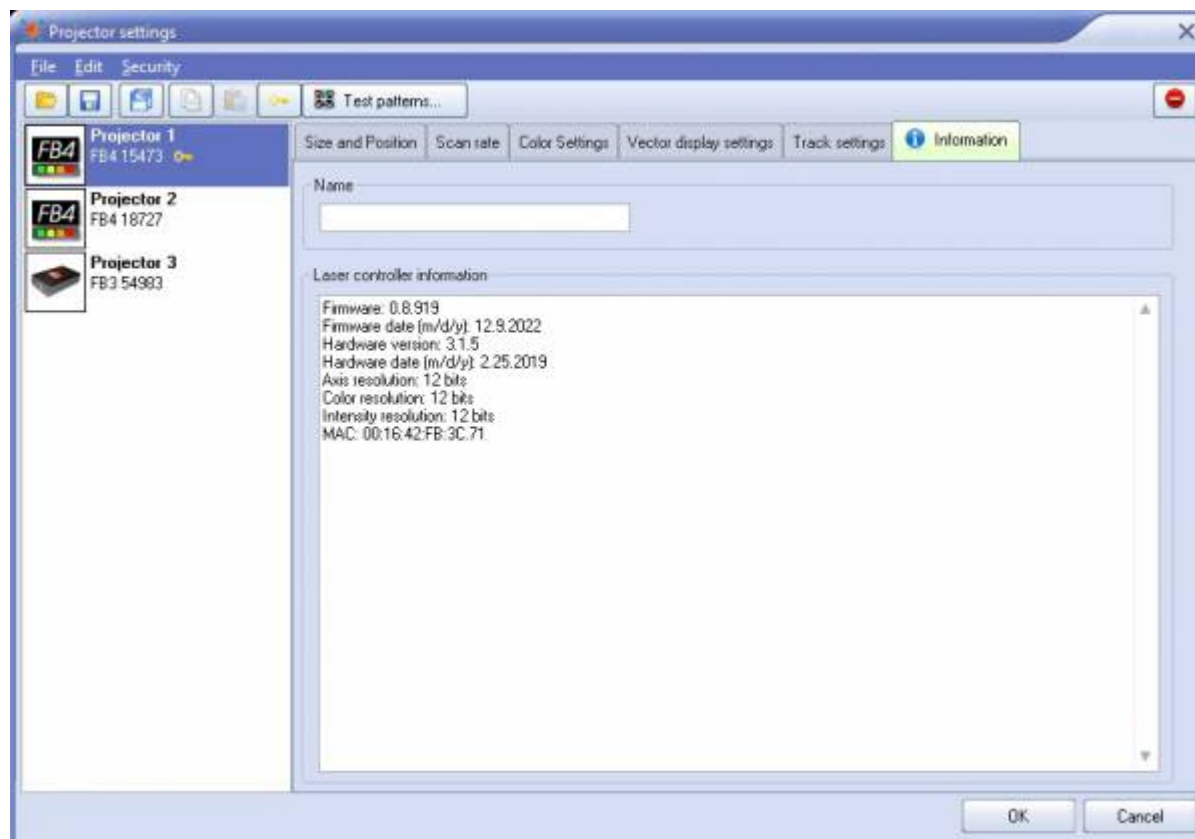 Projector settings
File Edit Security
Test patterns...
FB4
Projector 1
FB4 15473
FB4
Projector 2
FB4 18727
Projector 3
FB3 54983
Size and Position
Scan rate
Color Settings
Vector display settings
Track settings
Information
Name
Laser controller information
Firmware: 0.8.919
Firmware date (m/d/y): 12.9.2022
Hardware version: 3.1.5
Hardware date (m/d/y): 2.25.2019
Axis resolution: 12 bits
Color resolution: 12 bits
Intensity resolution: 12 bits
MAC: 00:16:42:FB:3C:71
OK
Cancel